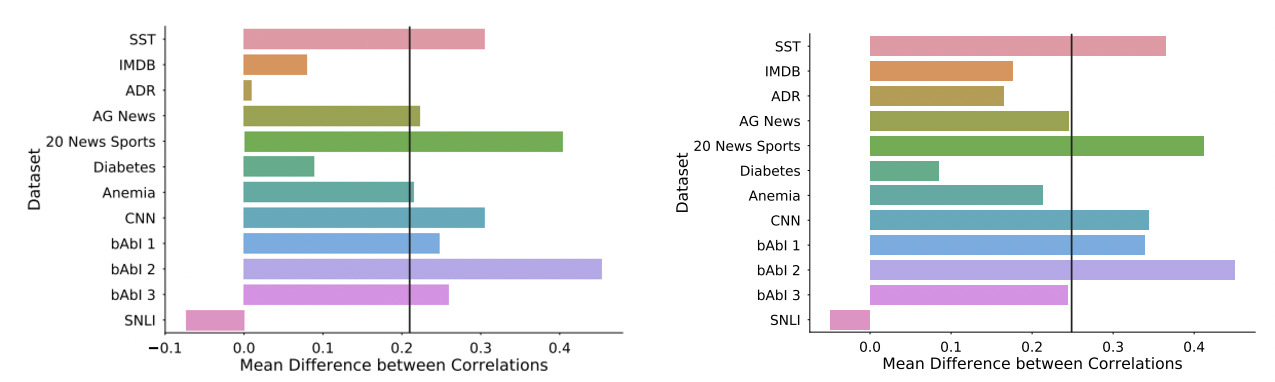 SST
IMDB
ADR
AG News
20 News Sports
Diabetes
Anemia
CNN
bAbI 1
bAbI 2
bAbI 3
SNLI
Dataset
−0.1 0.0 0.1 0.2 0.3 0.4
Mean Difference between Correlations
SST
IMDB
ADR
AG News
20 News Sports
Diabetes
Anemia
CNN
bAbI 1
bAbI 2
bAbI 3
SNLI
Dataset
0.0 0.1 0.2 0.3 0.4
Mean Difference between Correlations